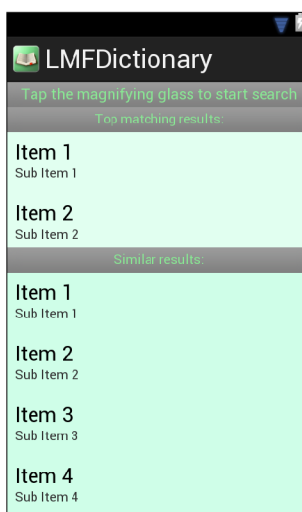 LMFDictionary
Tap the magnifying glass to start search
Top matching results:
Item 1
Sub Item 1
Item 2
Sub Item 2
Similar results:
Item 1
Sub Item 1
Item 2
Sub Item 2
Item 3
Sub Item 3
Item 4
Sub Item 4